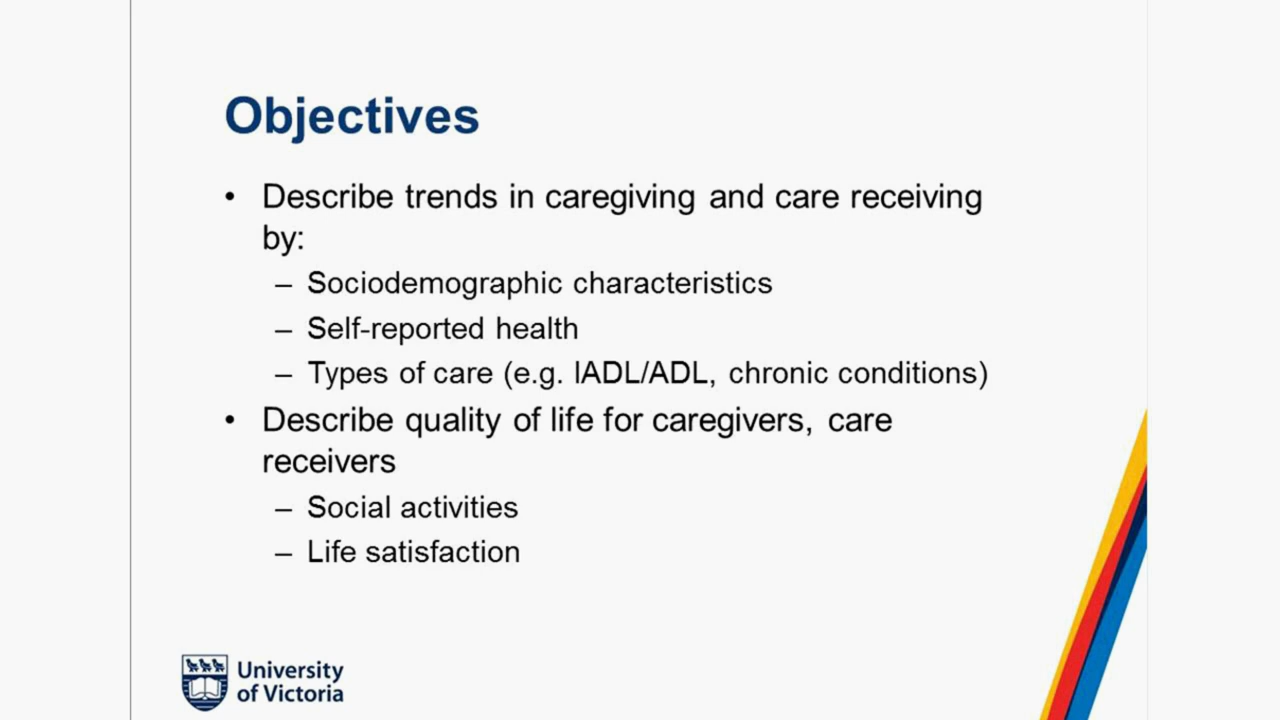 Objectives
• Describe trends in caregiving and care receiving
by:
– Sociodemographic characteristics
– Self-reported health
– Types of care (e.g. IADL/ADL, chronic conditions)
• Describe quality of life for caregivers, care
receivers
– Social activities
– Life satisfaction
University
of Victoria